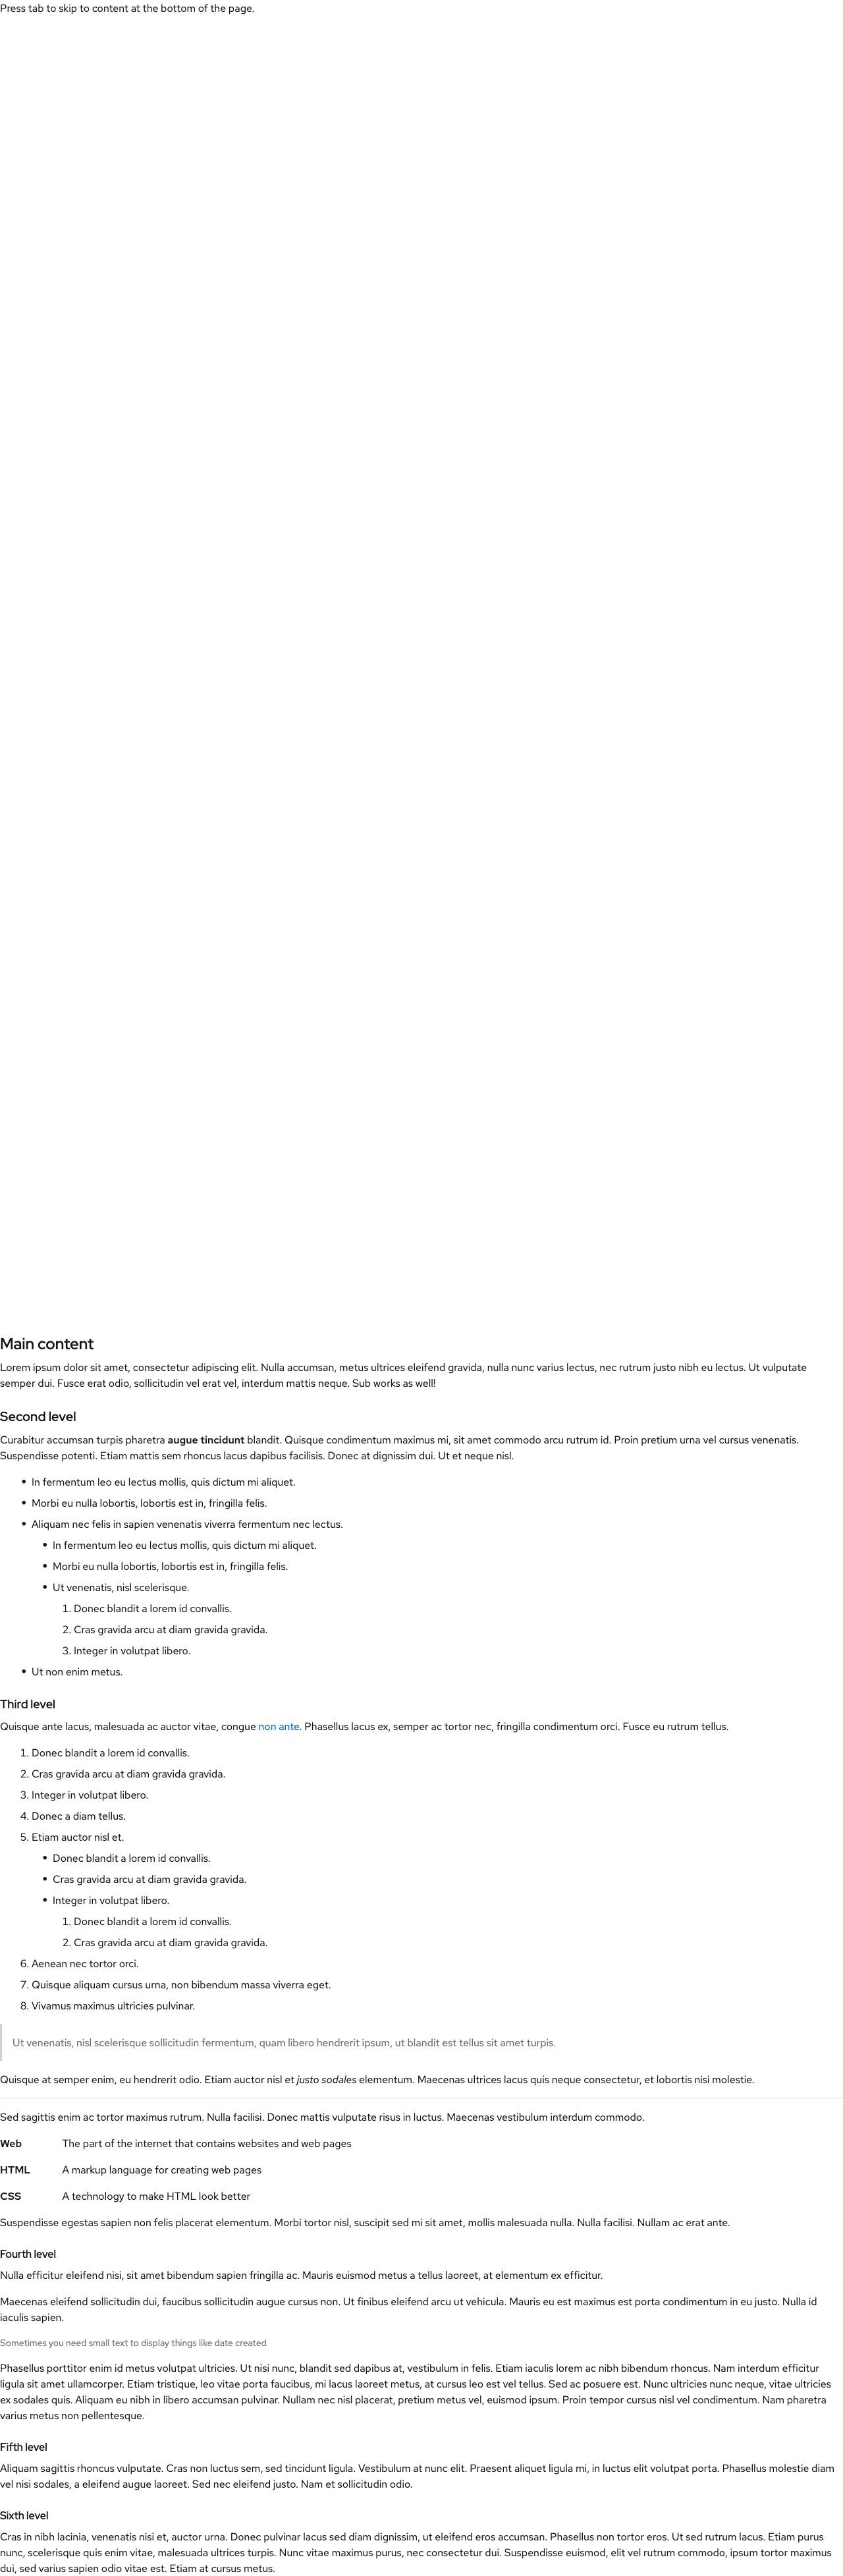 Press tab to skip to content at the bottom of the page.
Main content
Lorem ipsum dolor sit amet, consectetur adipiscing elit. Nulla accumsan, metus ultrices eleifend gravida, nulla nunc varius lectus, nec rutrum justo nibh eu lectus. Ut vulputate
semper dui. Fusce erat odio, sollicitudin vel erat vel, interdum mattis neque. Sub works as well!
Second level
Curabitur accumsan turpis pharetra augue tincidunt blandit. Quisque condimentum maximus mi, sit amet commodo arcu rutrum id. Proin pretium urna vel cursus venenatis.
Suspendisse potenti. Etiam mattis sem rhoncus lacus dapibus facilisis. Donec at dignissim dui. Ut et neque nisl.
• In fermentum leo eu lectus mollis, quis dictum mi aliquet.
• Morbi eu nulla lobortis, lobortis est in, fringilla felis.
• Aliquam nec felis in sapien venenatis viverra fermentum nec lectus.
• In fermentum leo eu lectus mollis, quis dictum mi aliquet.
• Morbi eu nulla lobortis, lobortis est in, fringilla felis.
• Ut venenatis, nisl scelerisque.
1. Donec blandit a lorem id convallis.
2. Cras gravida arcu at diam gravida gravida.
3. Integer in volutpat libero.
• Ut non enim metus.
Third level
Quisque ante lacus, malesuada ac auctor vitae, congue non ante. Phasellus lacus ex, semper ac tortor nec, fringilla condimentum orci. Fusce eu rutrum tellus.
1. Donec blandit a lorem id convallis.
2. Cras gravida arcu at diam gravida gravida.
3. Integer in volutpat libero.
4. Donec a diam tellus.
5. Etiam auctor nisl et.
• Donec blandit a lorem id convallis.
• Cras gravida arcu at diam gravida gravida.
• Integer in volutpat libero.
1. Donec blandit a lorem id convallis.
2. Cras gravida arcu at diam gravida gravida.
6. Aenean nec tortor orci.
7. Quisque aliquam cursus urna, non bibendum massa viverra eget.
8. Vivamus maximus ultricies pulvinar.
Ut venenatis, nisl scelerisque sollicitudin fermentum, quam libero hendrerit ipsum, ut blandit est tellus sit amet turpis.
Quisque at semper enim, eu hendrerit odio. Etiam auctor nisl et justo sodales elementum. Maecenas ultrices lacus quis neque consectetur, et lobortis nisi molestie.
Sed sagittis enim ac tortor maximus rutrum. Nulla facilisi. Donec mattis vulputate risus in luctus. Maecenas vestibulum interdum commodo.
Web The part of the internet that contains websites and web pages
HTML A markup language for creating web pages
CSS A technology to make HTML look better
Suspendisse egestas sapien non felis placerat elementum. Morbi tortor nisl, suscipit sed mi sit amet, mollis malesuada nulla. Nulla facilisi. Nullam ac erat ante.
Fourth level
Nulla efficitur eleifend nisi, sit amet bibendum sapien fringilla ac. Mauris euismod metus a tellus laoreet, at elementum ex efficitur.
Maecenas eleifend sollicitudin dui, faucibus sollicitudin augue cursus non. Ut finibus eleifend arcu ut vehicula. Mauris eu est maximus est porta condimentum in eu justo. Nulla id
iaculis sapien.
Sometimes you need small text to display things like date created
Phasellus porttitor enim id metus volutpat ultricies. Ut nisi nunc, blandit sed dapibus at, vestibulum in felis. Etiam iaculis lorem ac nibh bibendum rhoncus. Nam interdum efficitur
ligula sit amet ullamcorper. Etiam tristique, leo vitae porta faucibus, mi lacus laoreet metus, at cursus leo est vel tellus. Sed ac posuere est. Nunc ultricies nunc neque, vitae ultricies
ex sodales quis. Aliquam eu nibh in libero accumsan pulvinar. Nullam nec nisl placerat, pretium metus vel, euismod ipsum. Proin tempor cursus nisl vel condimentum. Nam pharetra
varius metus non pellentesque.
Fifth level
Aliquam sagittis rhoncus vulputate. Cras non luctus sem, sed tincidunt ligula. Vestibulum at nunc elit. Praesent aliquet ligula mi, in luctus elit volutpat porta. Phasellus molestie diam
vel nisi sodales, a eleifend augue laoreet. Sed nec eleifend justo. Nam et sollicitudin odio.
Sixth level
Cras in nibh lacinia, venenatis nisi et, auctor urna. Donec pulvinar lacus sed diam dignissim, ut eleifend eros accumsan. Phasellus non tortor eros. Ut sed rutrum lacus. Etiam purus
nunc, scelerisque quis enim vitae, malesuada ultrices turpis. Nunc vitae maximus purus, nec consectetur dui. Suspendisse euismod, elit vel rutrum commodo, ipsum tortor maximus
dui, sed varius sapien odio vitae est. Etiam at cursus metus.